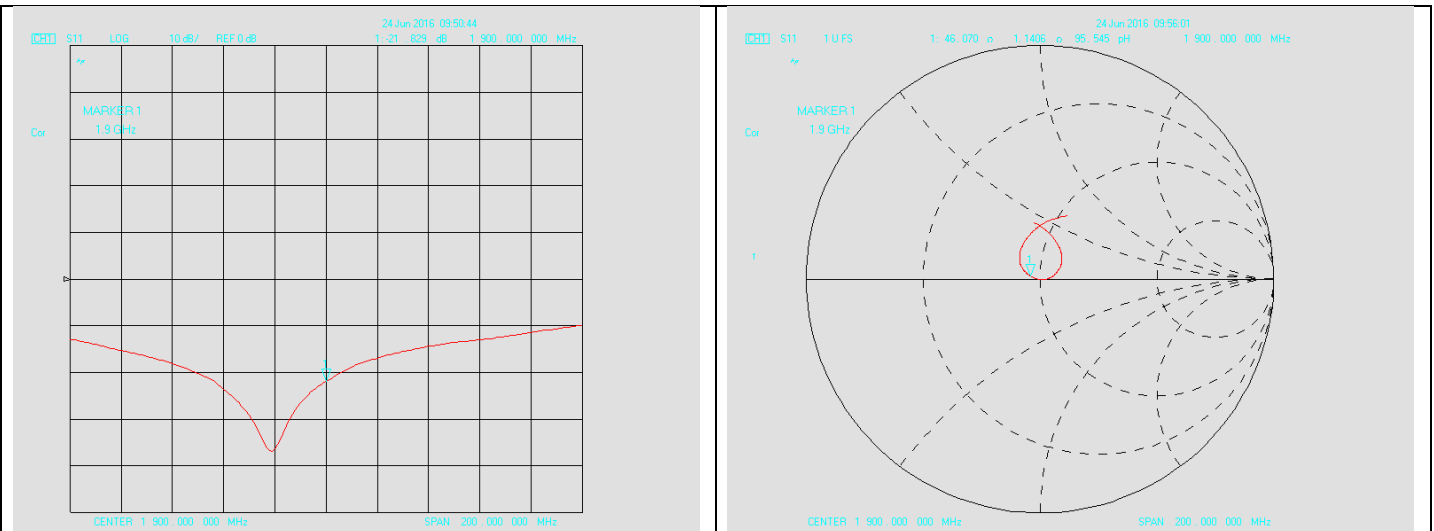 24 Jun 2016 09:50:44
CH1 S11 LOG 10 dB/ REF 0 dB 1:-21 829 dB 1 900.000 000 MHz
MARKER 1
Cor
1.9 GHz
1
CENTER 1 900.000 000 MHz SPAN 200.000 000 MHz
24 Jun 2016 09:56:01
CH1 S11 1 U FS 1: 46.070 o 1.1406 o 95.545 pH 1 900.000 000 MHz
MARKER 1
Cor
1.9 GHz
1
1
CENTER 1 900.000 000 MHz SPAN 200.000 000 MHz